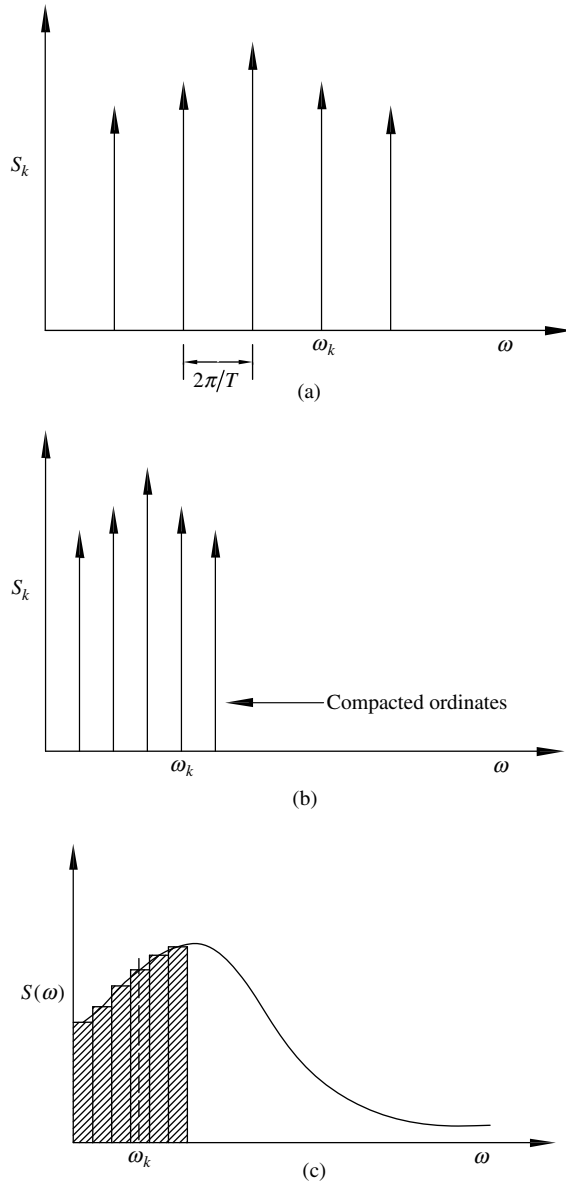 S_k
ω_k
ω
2π/T
(a)
S_k
Compacted ordinates
ω_k
ω
(b)
S(ω)
ω_k
ω
(c)